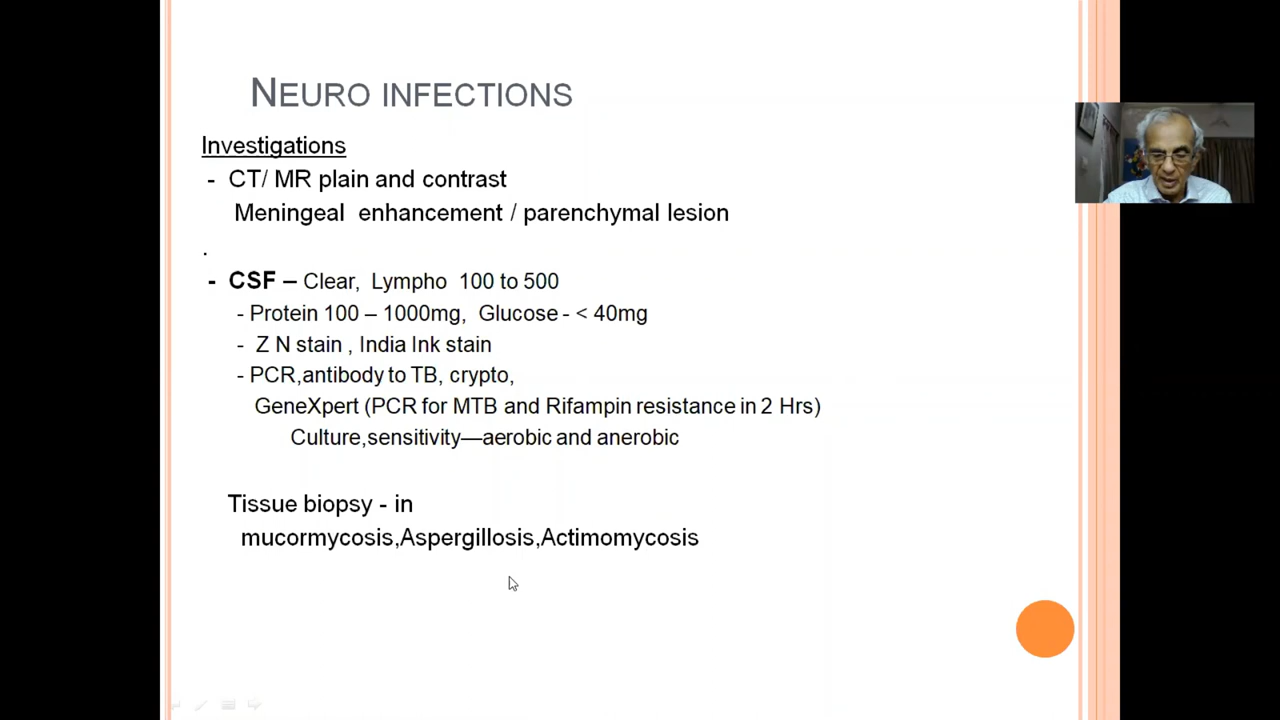 NEURO INFECTIONS
Investigations
- CT/ MR plain and contrast
Meningeal enhancement / parenchymal lesion
.
- CSF – Clear, Lympho 100 to 500
- Protein 100 – 1000mg, Glucose - < 40mg
- Z N stain , India Ink stain
- PCR,antibody to TB, crypto,
GeneXpert (PCR for MTB and Rifampin resistance in 2 Hrs)
Culture,sensitivity—aerobic and anerobic
Tissue biopsy - in
mucormycosis,Aspergillosis,Actimomycosis